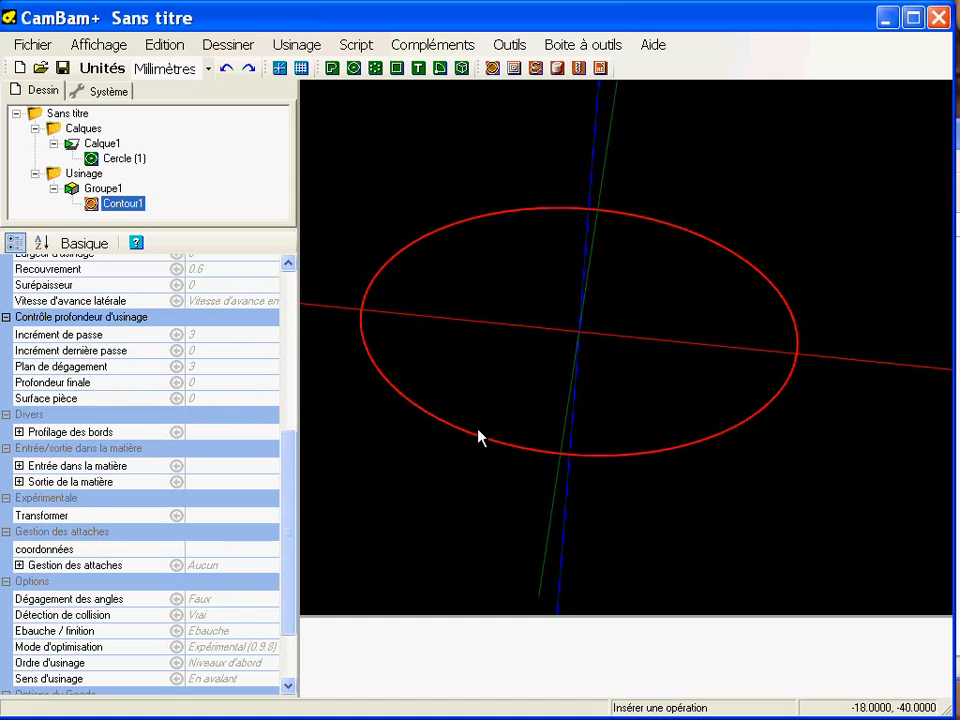 CamBam+ Sans titre
Fichier Affichage Edition Dessiner Usinage Script Compléments Outils Boite à outils Aide
Unités Millimètres
Dessin Système
Sans titre
Calques
Calque1
Cercle (1)
Usinage
Groupe1
Contour1
Basique
Recouvrement 0.6
Surépaisseur 0
Vitesse d'avance latérale Vitesse d'avance en
Contrôle profondeur d'usinage
Incrément de passe 3
Incrément dernière passe 0
Plan de dégagement 3
Profondeur finale 0
Surface pièce 0
Divers
Profilage des bords
Entrée/sortie dans la matière
Entrée dans la matière
Sortie de la matière
Expérimentale
Transformer
Gestion des attaches
coordonnées
Gestion des attaches Aucun
Options
Dégagement des angles Faux
Détection de collision Vrai
Ebauche / finition Ebauche
Mode d'optimisation Expérimental (0.9.8)
Ordre d'usinage Niveaux d'abord
Sens d'usinage En avalant
Insérer une opération -18.0000, -40.0000